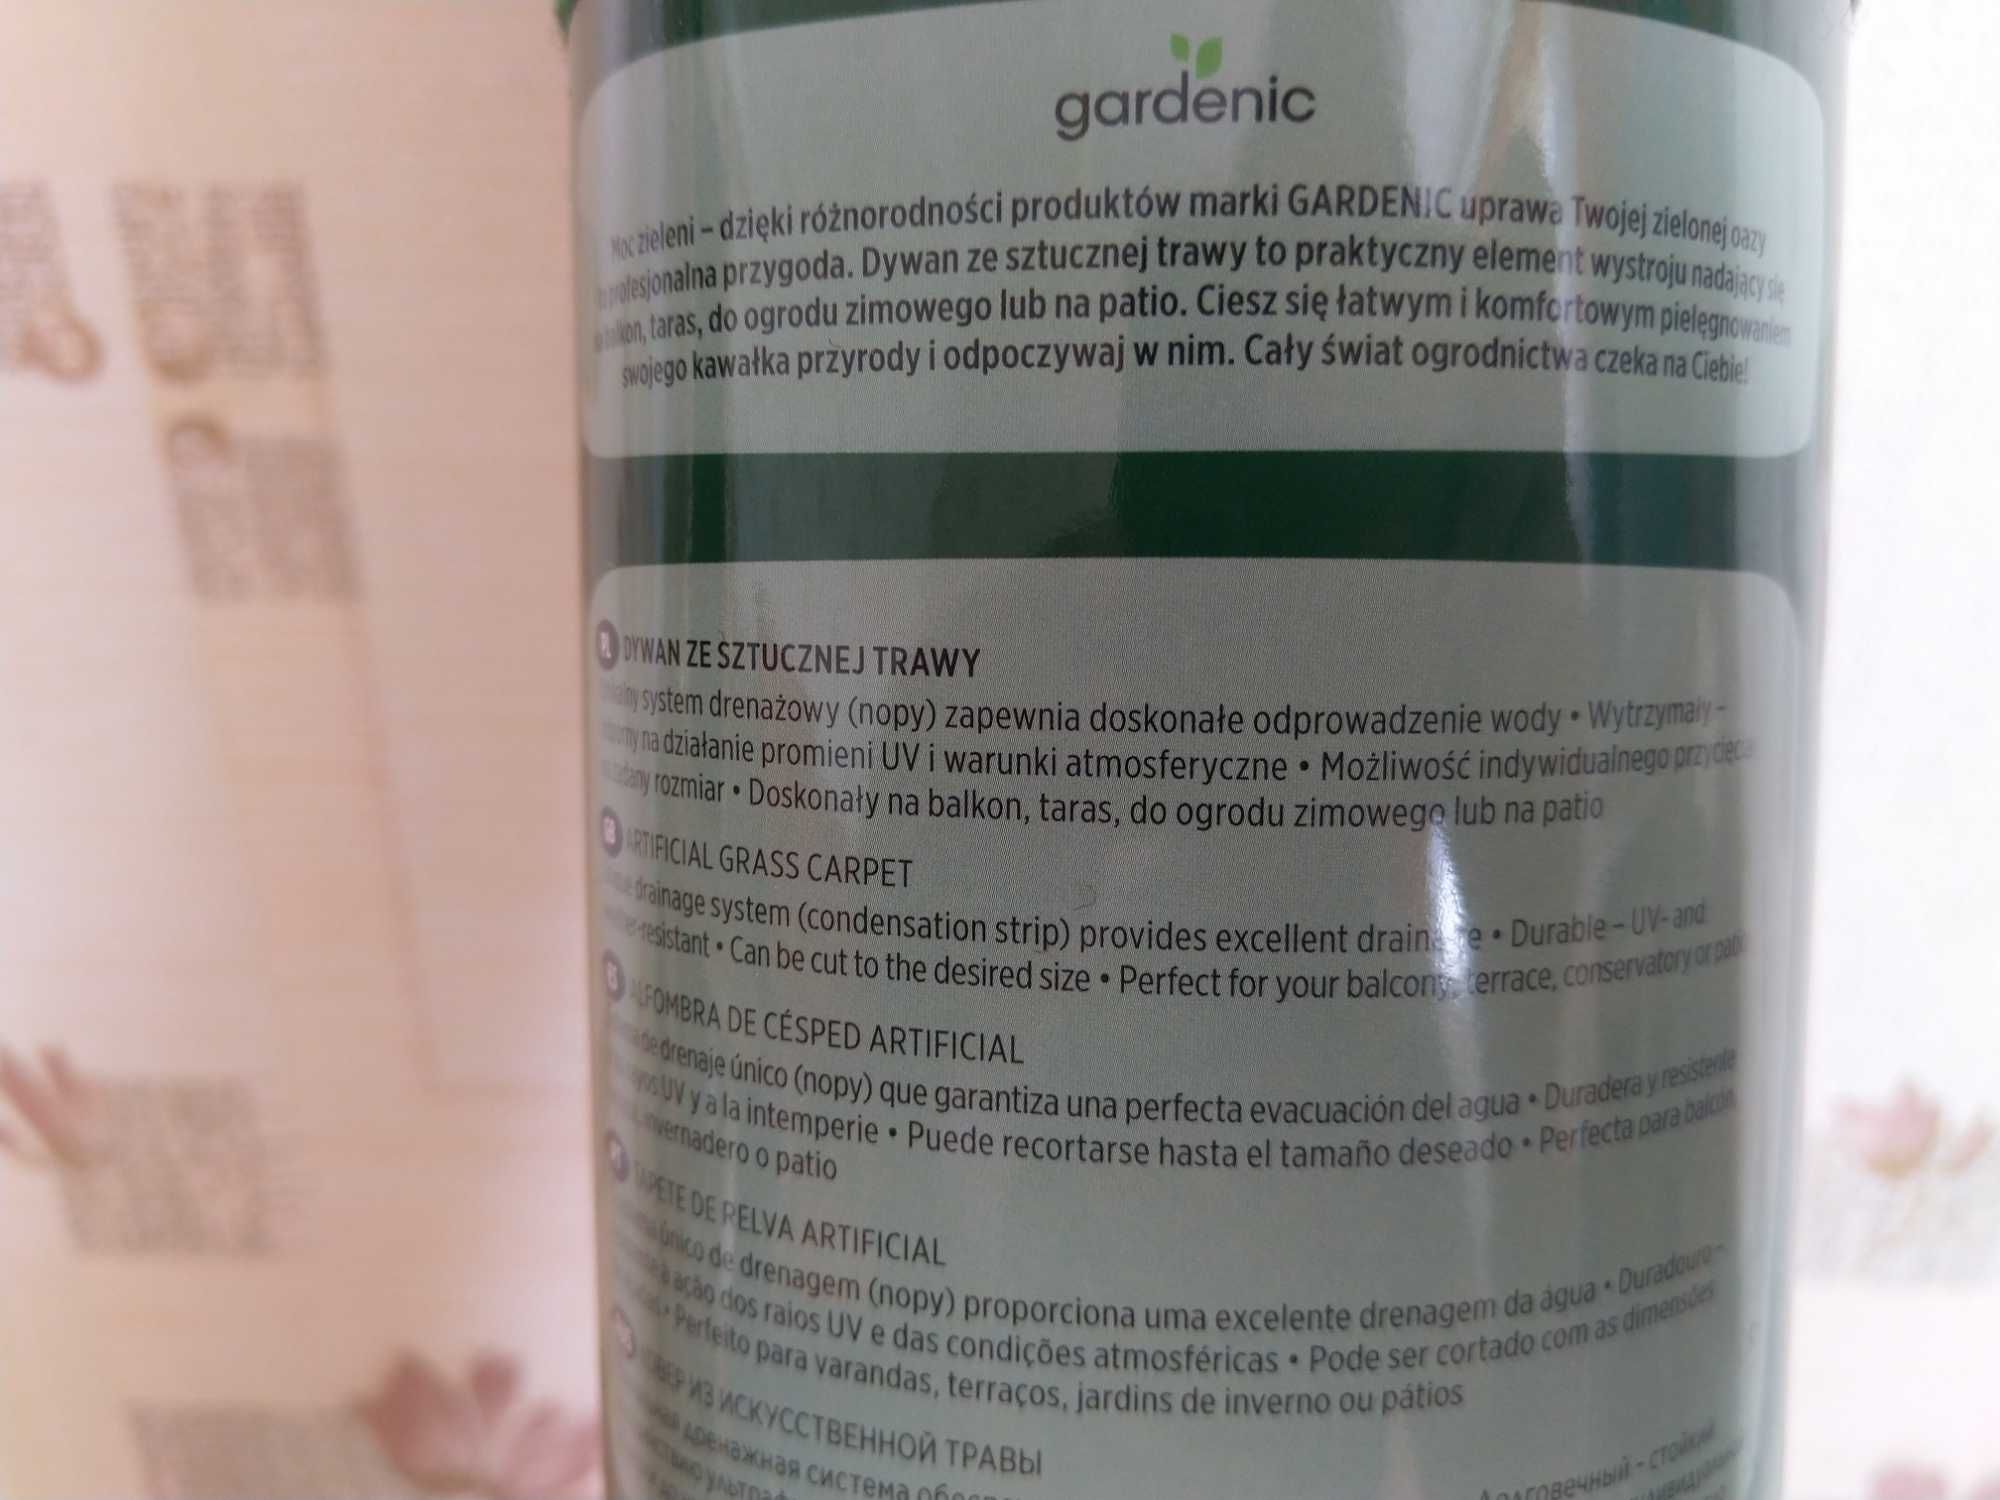 gardenic
Moc zieleni – dzięki różnorodności produktów marki GARDENIC uprawa Twojej zielonej oazy
profesjonalna przygoda. Dywan ze sztucznej trawy to praktyczny element wystroju nadający się
balkon, taras, do ogrodu zimowego lub na patio. Ciesz się łatwym i komfortowym pielęgnowaniem
swojego kawałka przyrody i odpoczywaj w nim. Cały świat ogrodnictwa czeka na Ciebie!
PL DYWAN ZE SZTUCZNEJ TRAWY
system drenażowy (nopy) zapewnia doskonałe odprowadzenie wody • Wytrzymały –
na działanie promieni UV i warunki atmosferyczne • Możliwość indywidualnego przycięcia
rozmiar • Doskonały na balkon, taras, do ogrodu zimowego lub na patio
GB ARTIFICIAL GRASS CARPET
drainage system (condensation strip) provides excellent drainage • Durable – UV- and
-resistant • Can be cut to the desired size • Perfect for your balcony, terrace, conservatory or patio
ES ALFOMBRA DE CÉSPED ARTIFICIAL
de drenaje único (nopy) que garantiza una perfecta evacuación del agua • Duradera y resistente
UV y a la intemperie • Puede recortarse hasta el tamaño deseado • Perfecta para balcón,
invernadero o patio
TAPETE DE RELVA ARTIFICIAL
único de drenagem (nopy) proporciona uma excelente drenagem da água • Duradouro –
à ação dos raios UV e das condições atmosféricas • Pode ser cortado com as dimensões
• Perfeito para varandas, terraços, jardins de inverno ou pátios
КОВЕР ИЗ ИСКУССТВЕННОЙ ТРАВЫ
дренажная система Долговечный – стойкий